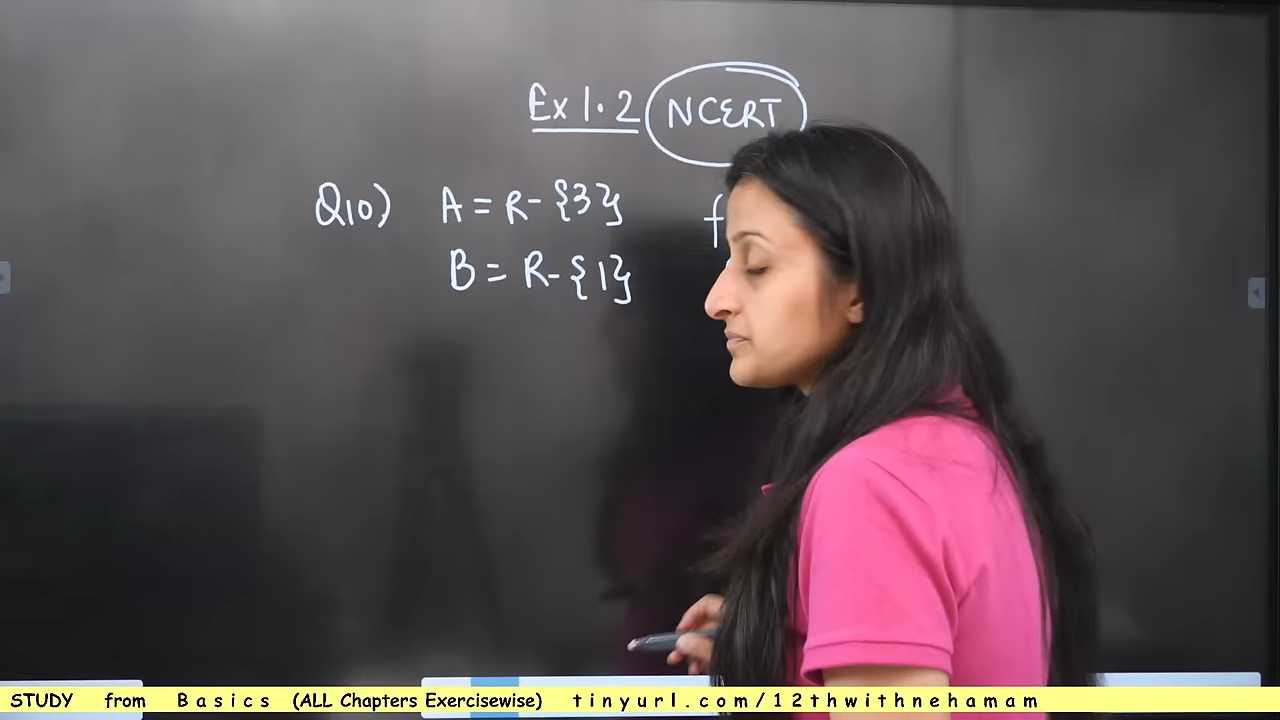 Ex 1.2 NCERT
Q10) A = R - {3} f
B = R - {1}
STUDY from Basics (ALL Chapters Exercisewise) tinyurl.com/12thwithnehamam